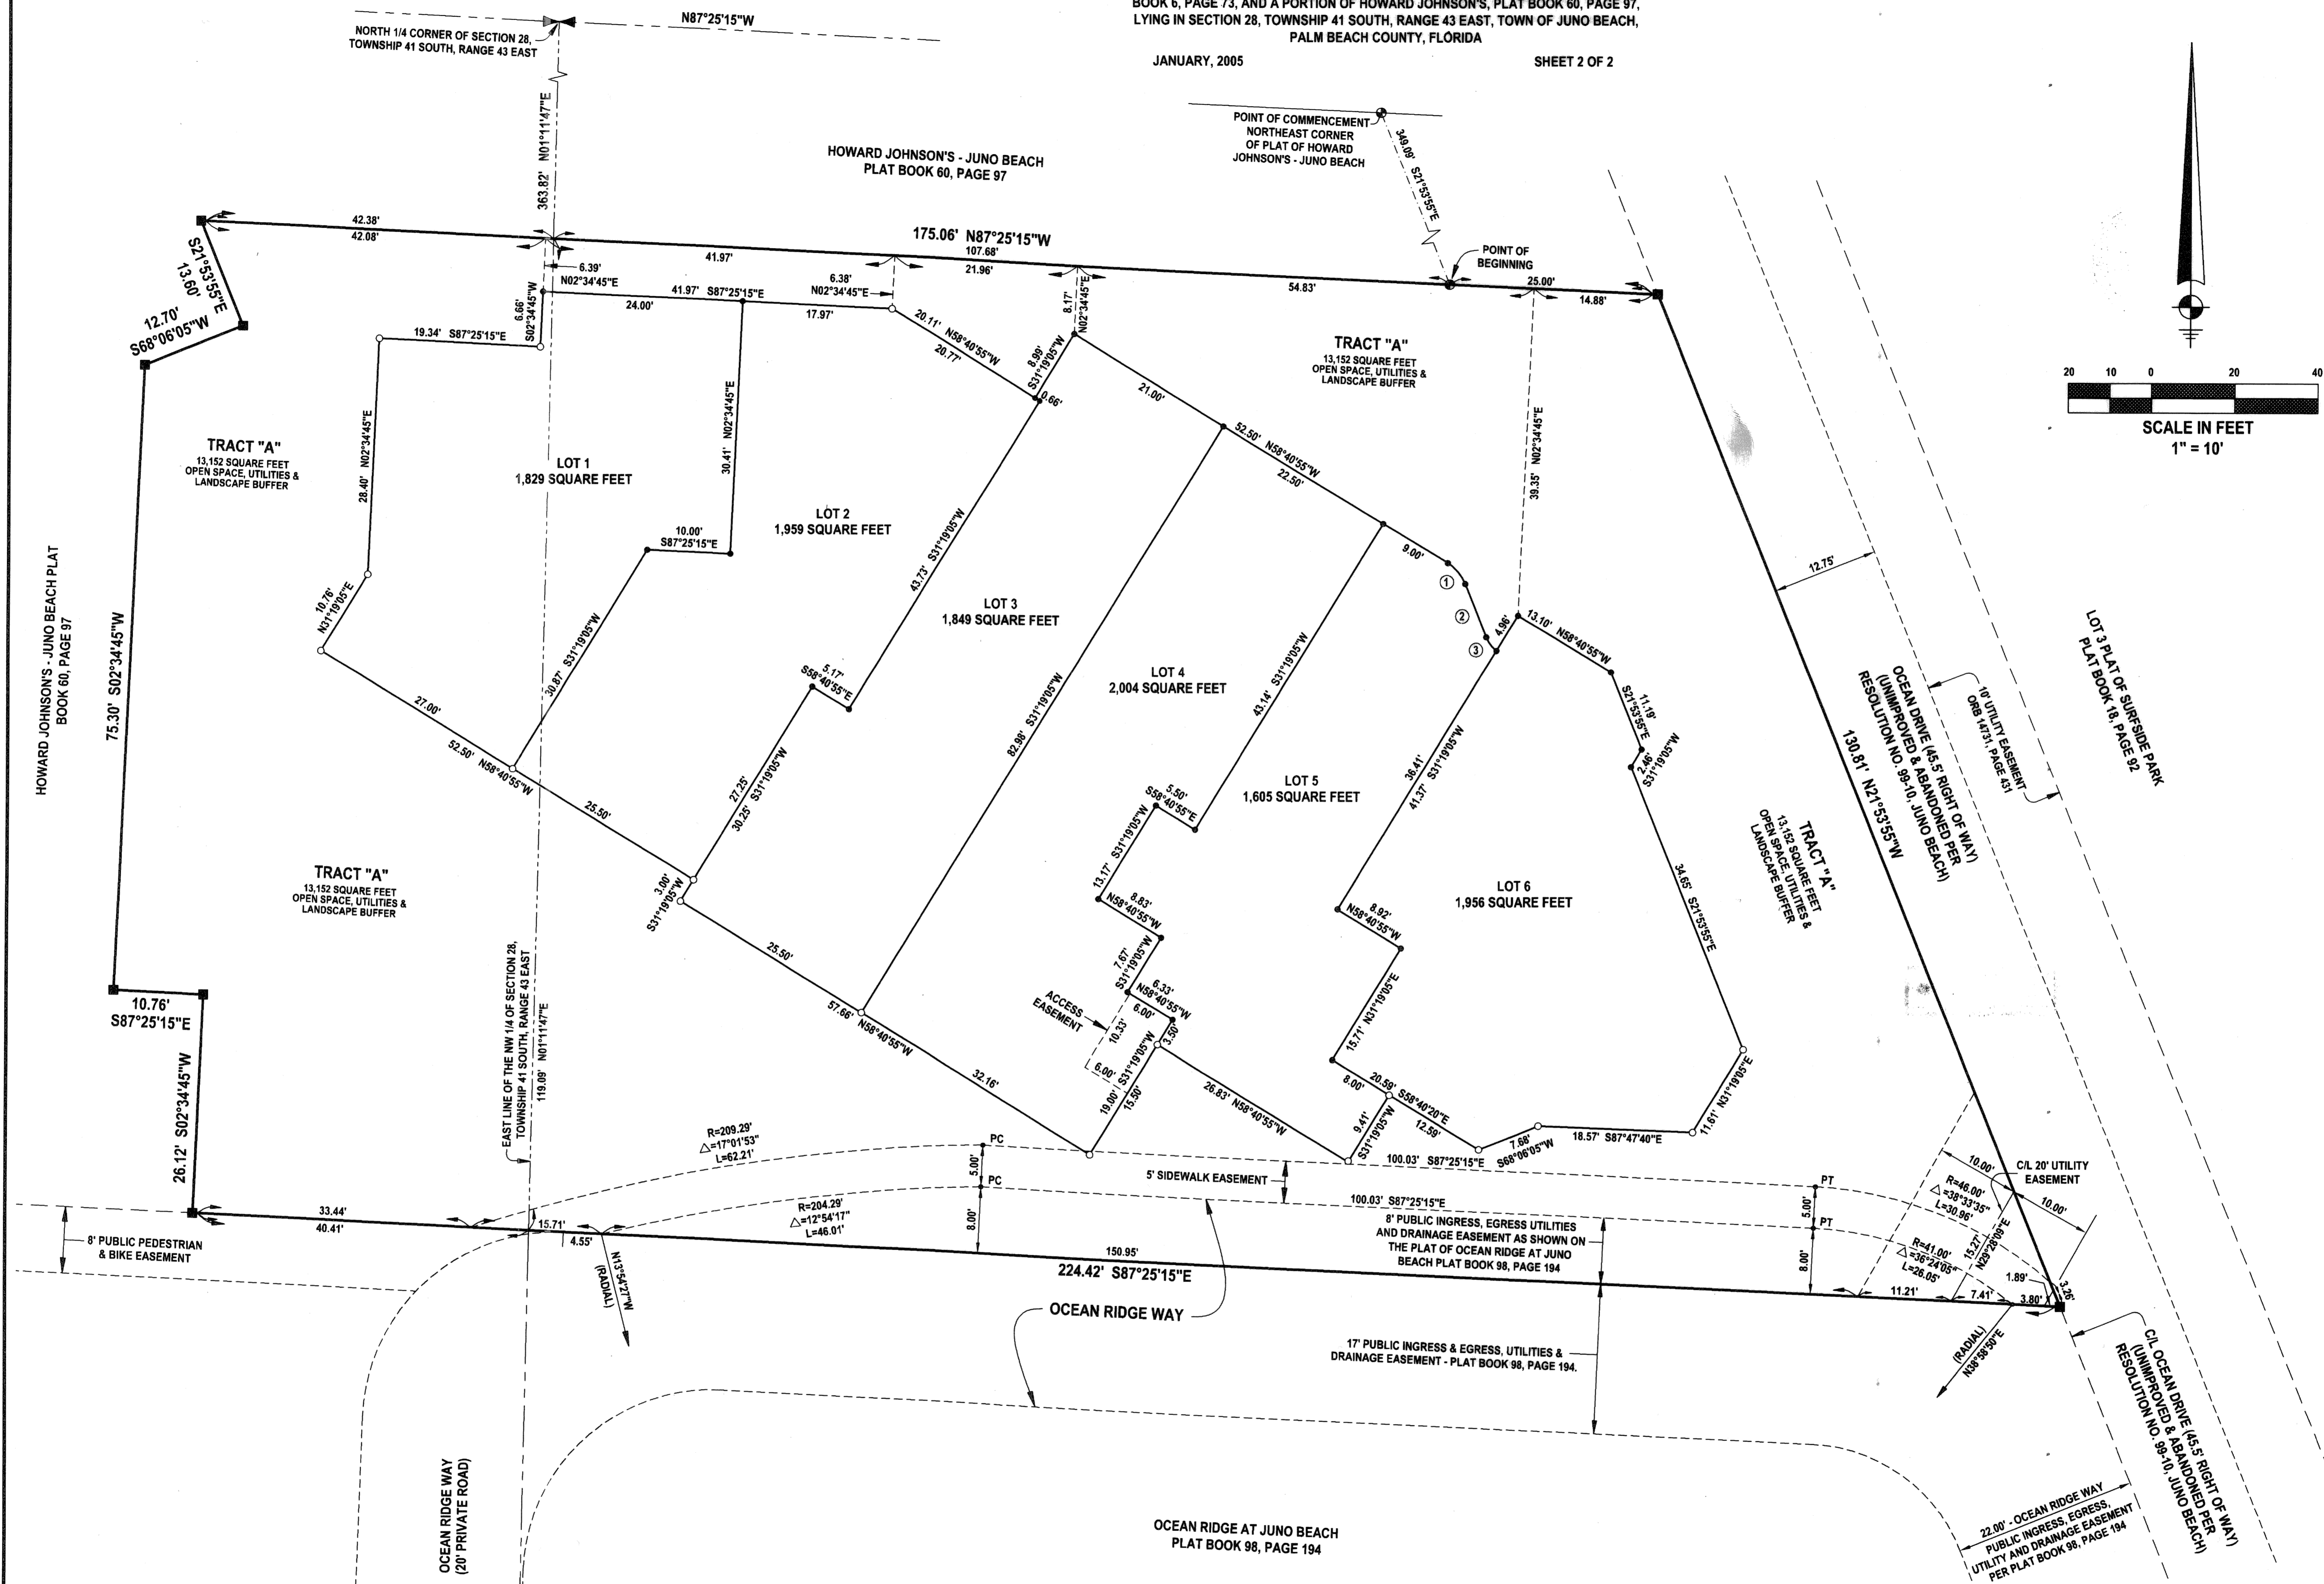 BOOK 6, PAGE 73, AND A PORTION OF HOWARD JOHNSON'S, PLAT BOOK 60, PAGE 97,
LYING IN SECTION 28, TOWNSHIP 41 SOUTH, RANGE 43 EAST, TOWN OF JUNO BEACH,
PALM BEACH COUNTY, FLORIDA
JANUARY, 2005
SHEET 2 OF 2
N87°25'15"W
NORTH 1/4 CORNER OF SECTION 28,
TOWNSHIP 41 SOUTH, RANGE 43 EAST
363.82' N01°11'47"E
HOWARD JOHNSON'S - JUNO BEACH
PLAT BOOK 60, PAGE 97
POINT OF COMMENCEMENT
NORTHEAST CORNER
OF PLAT OF HOWARD
JOHNSON'S - JUNO BEACH
349.09' S21°53'55"E
POINT OF
BEGINNING
20 10 0 20 40
SCALE IN FEET
1" = 10'
42.38'
42.08'
175.06' N87°25'15"W
107.68'
41.97'
21.96'
54.83'
25.00'
14.88'
S21°53'55"E
13.60'
12.70'
S68°06'05"W
6.39'
N02°34'45"E
6.38'
N02°34'45"E
41.97' S87°25'15"E
24.00'
17.97'
6.66'
S02°34'45"W
19.34' S87°25'15"E
20.11' N58°40'55"W
20.77'
8.17'
N02°34'45"E
8.99'
S31°19'05"W
0.66'
TRACT "A"
13,152 SQUARE FEET
OPEN SPACE, UTILITIES &
LANDSCAPE BUFFER
TRACT "A"
13,152 SQUARE FEET
OPEN SPACE, UTILITIES &
LANDSCAPE BUFFER
28.40' N02°34'45"E
LOT 1
1,829 SQUARE FEET
30.41' N02°34'45"E
LOT 2
1,959 SQUARE FEET
10.00'
S87°25'15"E
21.00'
52.50' N58°40'55"W
22.50'
39.35' N02°34'45"E
9.00'
1
2
3
4.96'
13.10' N58°40'55"W
12.75'
10.76'
N31°19'05"E
30.87' S31°19'05"W
43.73' S31°19'05"W
LOT 3
1,849 SQUARE FEET
5.17'
S58°40'55"E
LOT 4
2,004 SQUARE FEET
43.14' S31°19'05"W
82.98' S31°19'05"W
11.19'
S21°53'55"E
2.46'
S31°19'05"W
HOWARD JOHNSON'S - JUNO BEACH PLAT
BOOK 60, PAGE 97
75.30' S02°34'45"W
27.00'
52.50' N58°40'55"W
25.50'
27.25'
30.25' S31°19'05"W
5.50'
S58°40'55"E
LOT 5
1,605 SQUARE FEET
36.41'
41.37' S31°19'05"W
130.81' N21°53'55"W
OCEAN DRIVE (45.5' RIGHT OF WAY)
(UNIMPROVED & ABANDONED PER
RESOLUTION NO. 99-10, JUNO BEACH)
10' UTILITY EASEMENT
ORB 14731, PAGE 431
LOT 3 PLAT OF SURFSIDE PARK
PLAT BOOK 18, PAGE 92
TRACT "A"
13,152 SQUARE FEET
OPEN SPACE, UTILITIES &
LANDSCAPE BUFFER
TRACT "A"
13,152 SQUARE FEET
OPEN SPACE, UTILITIES &
LANDSCAPE BUFFER
3.00'
S31°19'05"W
25.50'
57.66' N58°40'55"W
32.16'
13.17' S31°19'05"W
8.83'
N58°40'55"W
7.67'
S31°19'05"W
6.33'
N58°40'55"W
6.00'
3.50'
ACCESS
EASEMENT
10.33'
6.00'
19.00' S31°19'05"W
15.50'
8.92'
N58°40'55"W
LOT 6
1,956 SQUARE FEET
34.65' S21°53'55"E
15.71' N31°19'05"E
8.00'
20.59' S58°40'20"E
12.59'
26.83' N58°40'55"W
9.41'
S31°19'05"W
7.68'
S68°06'05"W
18.57' S87°47'40"E
11.61' N31°19'05"E
10.76'
S87°25'15"E
26.12' S02°34'45"W
EAST LINE OF THE NW 1/4 OF SECTION 28,
TOWNSHIP 41 SOUTH, RANGE 43 EAST
119.09' N01°11'47"E
R=209.29'
△=17°01'53"
L=62.21'
PC
5.00'
PC
8.00'
R=204.29'
△=12°54'17"
L=46.01'
100.03' S87°25'15"E
5' SIDEWALK EASEMENT
100.03' S87°25'15"E
8' PUBLIC INGRESS, EGRESS UTILITIES
AND DRAINAGE EASEMENT AS SHOWN ON
THE PLAT OF OCEAN RIDGE AT JUNO
BEACH PLAT BOOK 98, PAGE 194
PT
5.00'
PT
8.00'
10.00'
C/L 20' UTILITY
EASEMENT
10.00'
R=46.00'
△=38°33'35"
L=30.96'
15.27'
N29°28'09"E
R=41.00'
△=36°24'05"
L=26.05'
1.89'
3.26'
11.21'
7.41'
3.80'
(RADIAL)
N38°58'50"E
33.44'
40.41'
15.71'
4.55'
N13°54'27"W
(RADIAL)
150.95'
224.42' S87°25'15"E
8' PUBLIC PEDESTRIAN
& BIKE EASEMENT
OCEAN RIDGE WAY
17' PUBLIC INGRESS & EGRESS, UTILITIES &
DRAINAGE EASEMENT - PLAT BOOK 98, PAGE 194.
OCEAN RIDGE WAY
(20' PRIVATE ROAD)
OCEAN RIDGE AT JUNO BEACH
PLAT BOOK 98, PAGE 194
C/L OCEAN DRIVE (45.5' RIGHT OF WAY)
(UNIMPROVED & ABANDONED PER
RESOLUTION NO. 99-10, JUNO BEACH)
22.00' - OCEAN RIDGE WAY
PUBLIC INGRESS, EGRESS,
UTILITY AND DRAINAGE EASEMENT
PER PLAT BOOK 98, PAGE 194